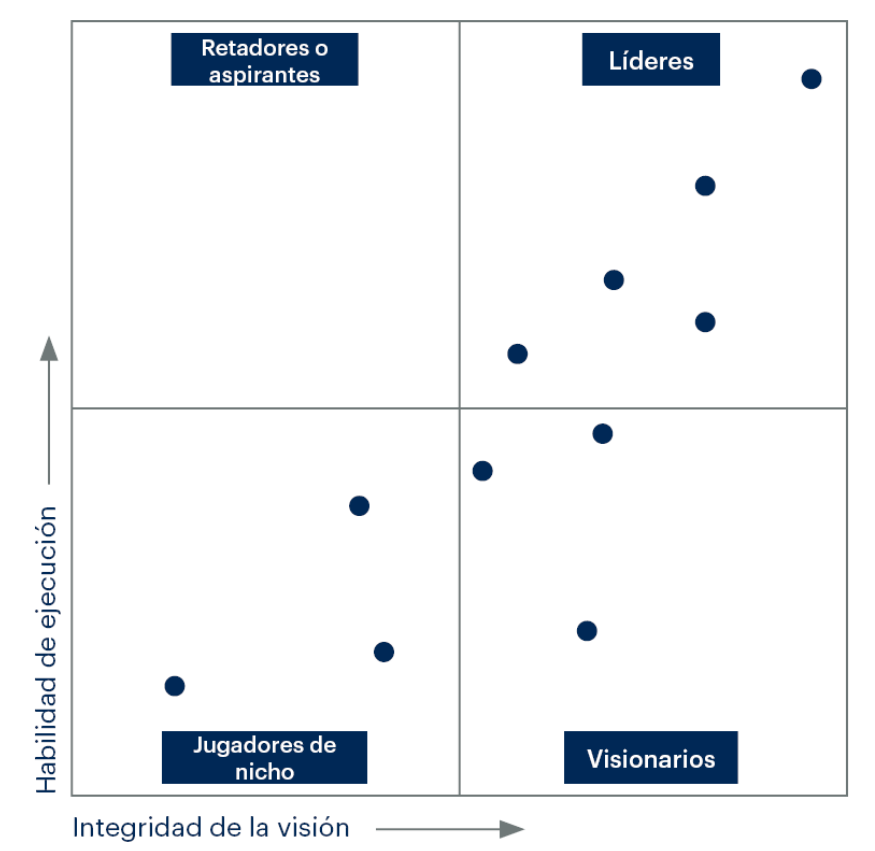 Retadores o
aspirantes
Líderes
Habilidad de ejecución
Jugadores de
nicho
Visionarios
Integridad de la visión